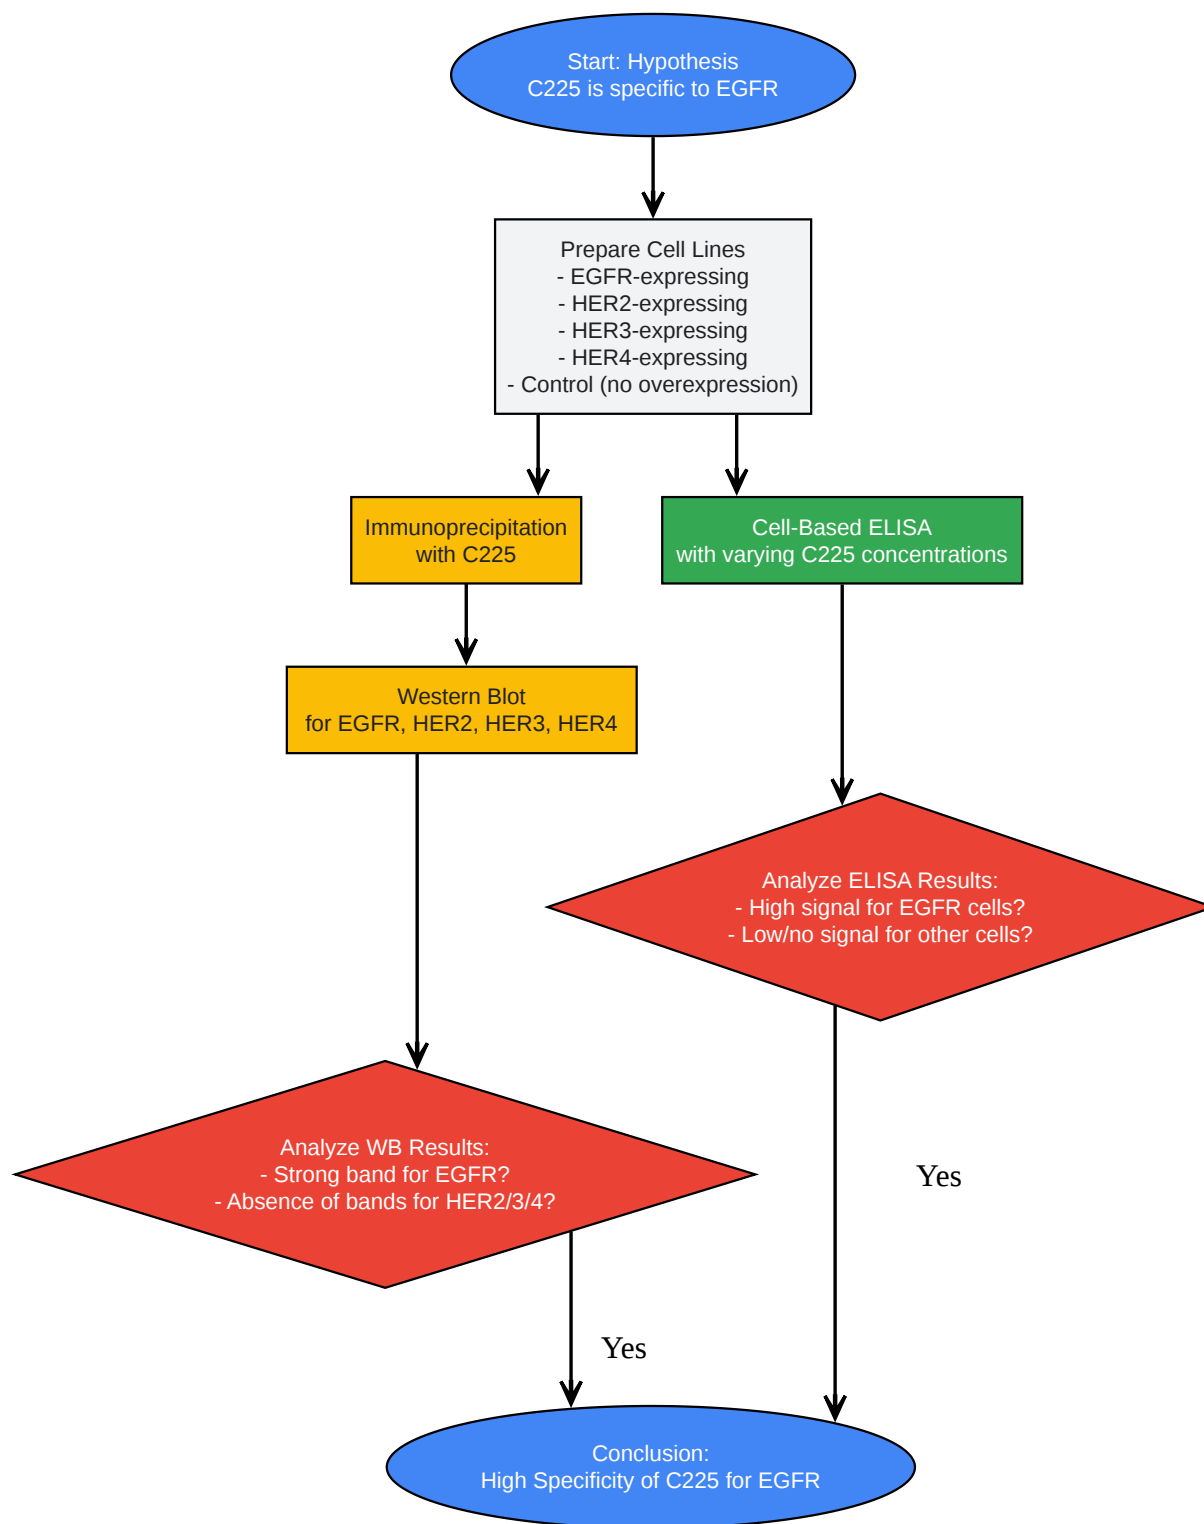 Start: Hypothesis
C225 is specific to EGFR
Prepare Cell Lines
- EGFR-expressing
- HER2-expressing
- HER3-expressing
- HER4-expressing
- Control (no overexpression)
Immunoprecipitation
with C225
Cell-Based ELISA
with varying C225 concentrations
Western Blot
for EGFR, HER2, HER3, HER4
Analyze ELISA Results:
- High signal for EGFR cells?
- Low/no signal for other cells?
Analyze WB Results:
- Strong band for EGFR?
- Absence of bands for HER2/3/4?
Yes
Yes
Conclusion:
High Specificity of C225 for EGFR